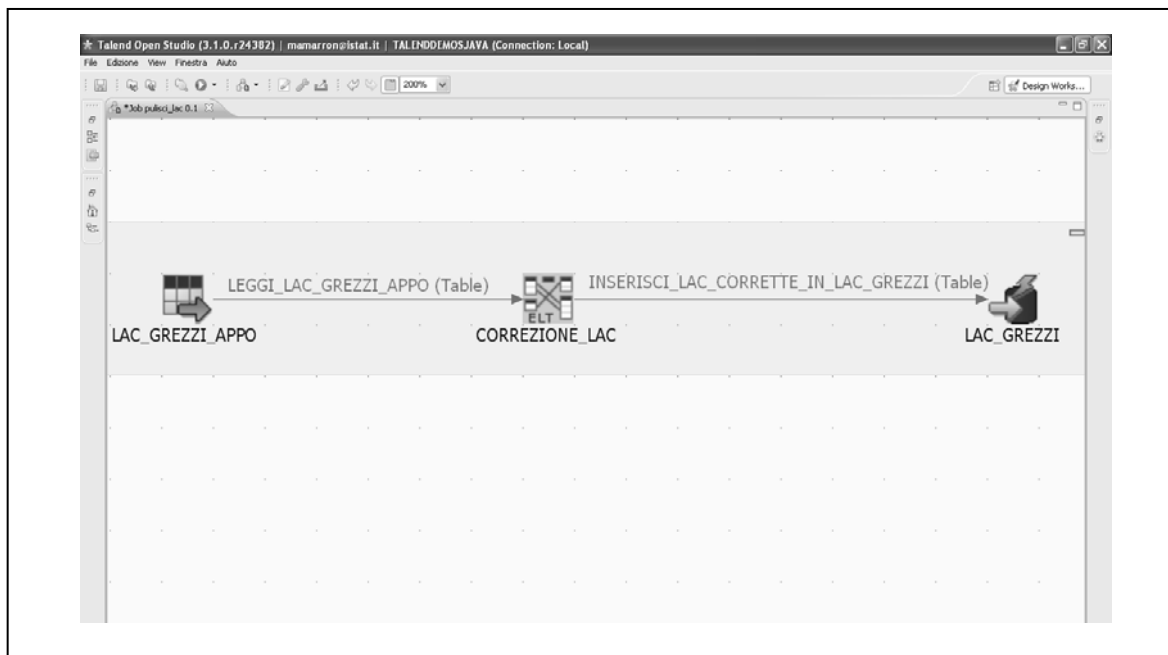 Talend Open Studio (3.1.0.r24382) | mamarron@istat.it | TALENDDEMOSJAVA (Connection: Local)
File Edizione View Finestra Aiuto
200%
Design Works...
*Job pulisci_lac 0.1
LEGGI_LAC_GREZZI_APPO (Table)
INSERISCI_LAC_CORRETTE_IN_LAC_GREZZI (Table)
ELT
LAC_GREZZI_APPO
CORREZIONE_LAC
LAC_GREZZI